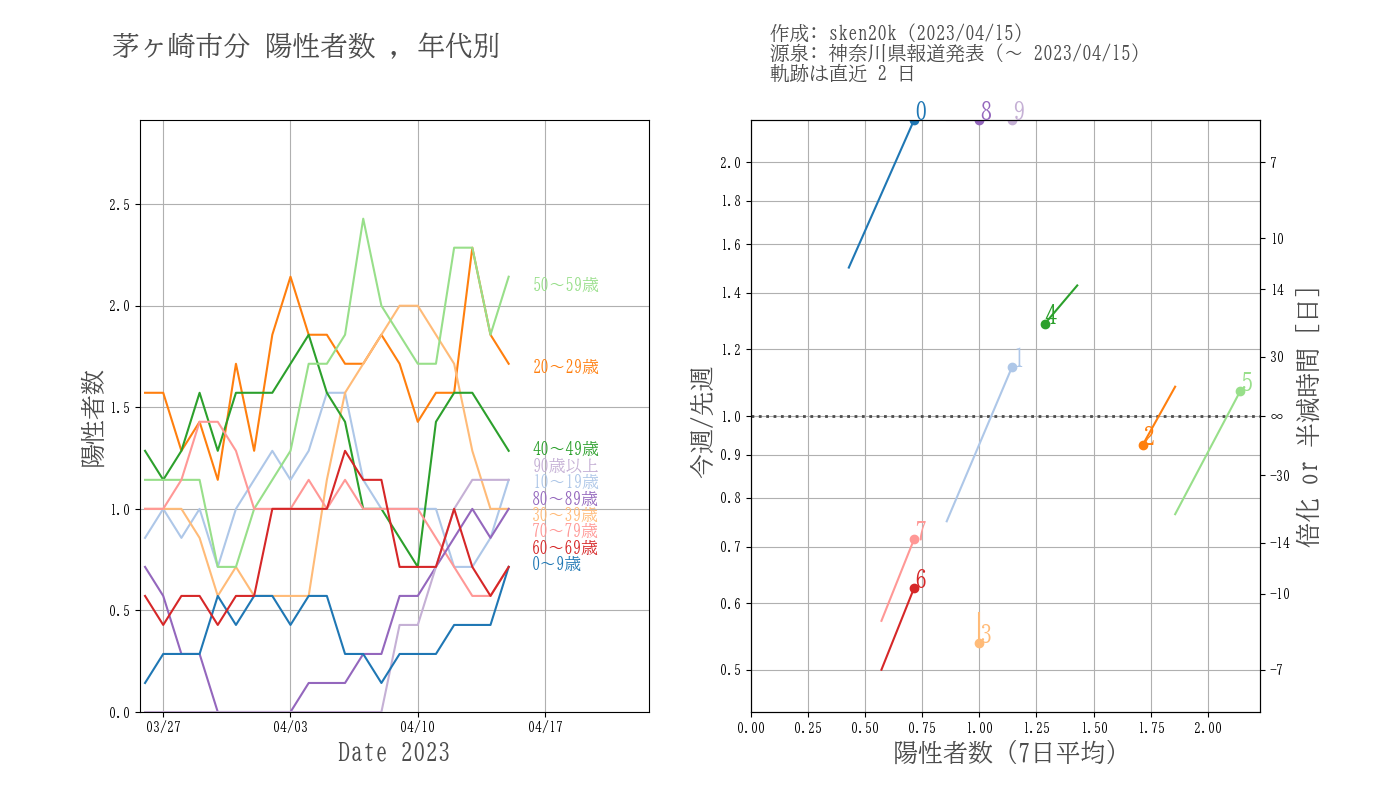 茅ヶ崎市分 陽性者数 , 年代別
作成: sken20k (2023/04/15)
源泉: 神奈川県報道発表 (〜 2023/04/15)
軌跡は直近 2 日
陽性者数
2.5
2.0
1.5
1.0
0.5
0.0
50〜59歳
20〜29歳
40〜49歳
90歳以上
10〜19歳
80〜89歳
30〜39歳
70〜79歳
60〜69歳
0〜9歳
03/27 04/03 04/10 04/17
Date 2023
今週/先週
2.0
1.8
1.6
1.4
1.2
1.0
0.9
0.8
0.7
0.6
0.5
0 8 9
4
1
5
2
7
6
3
7
10
14
30
∞
−30
−14
−10
−7
倍化 or 半減時間 [日]
0.00 0.25 0.50 0.75 1.00 1.25 1.50 1.75 2.00
陽性者数 (7日平均)